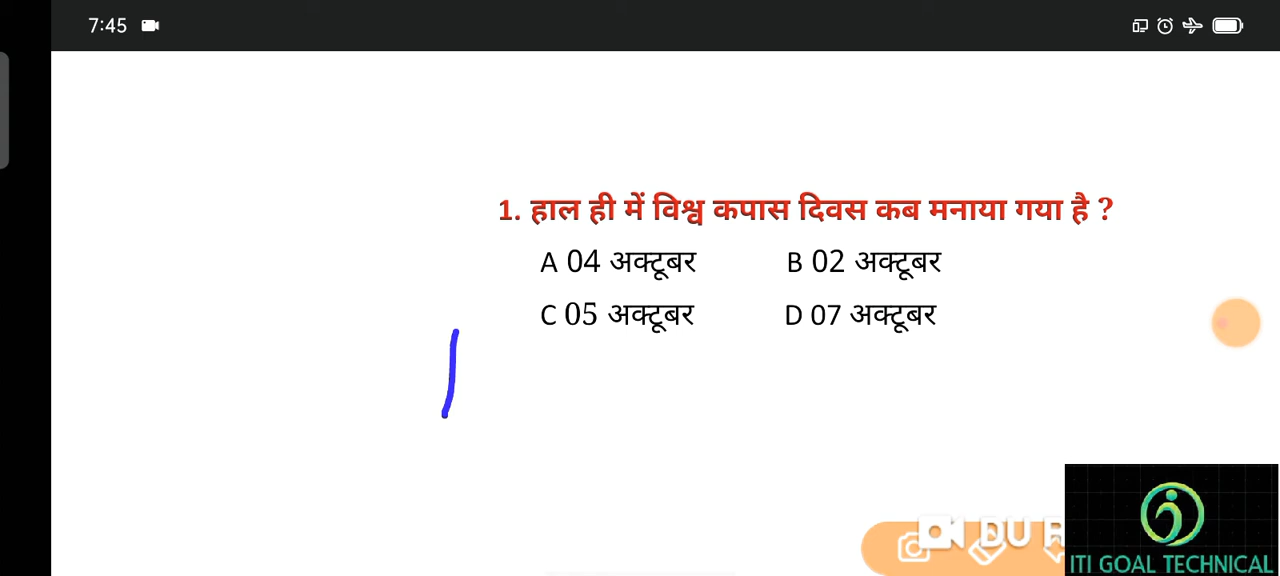 7:45
1. हाल ही में विश्व कपास दिवस कब मनाया गया है ?
A 04 अक्टूबर B 02 अक्टूबर
C 05 अक्टूबर D 07 अक्टूबर
DU R
ITI GOAL TECHNICAL